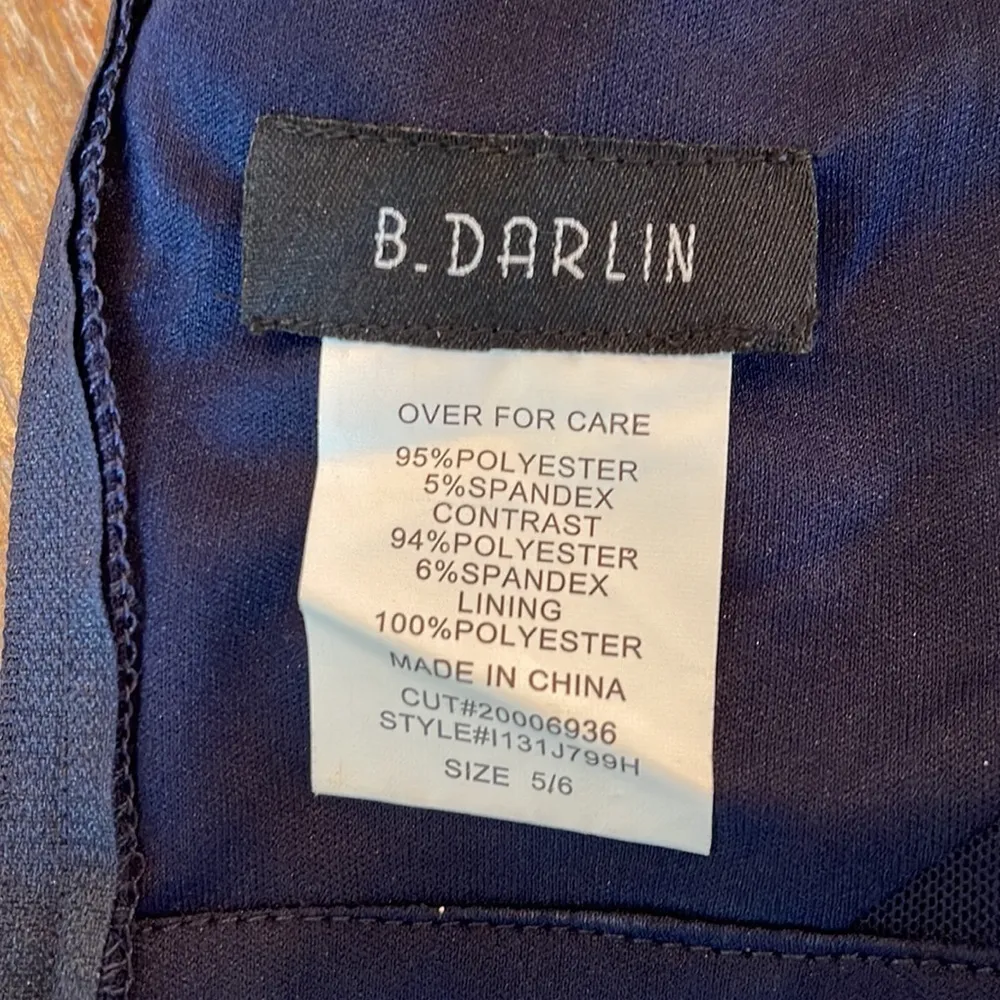 B.DARLIN
OVER FOR CARE
95%POLYESTER
5%SPANDEX
CONTRAST
94%POLYESTER
6%SPANDEX
LINING
100%POLYESTER
MADE IN CHINA
CUT#20006936
STYLE#I131J799H
SIZE 5/6